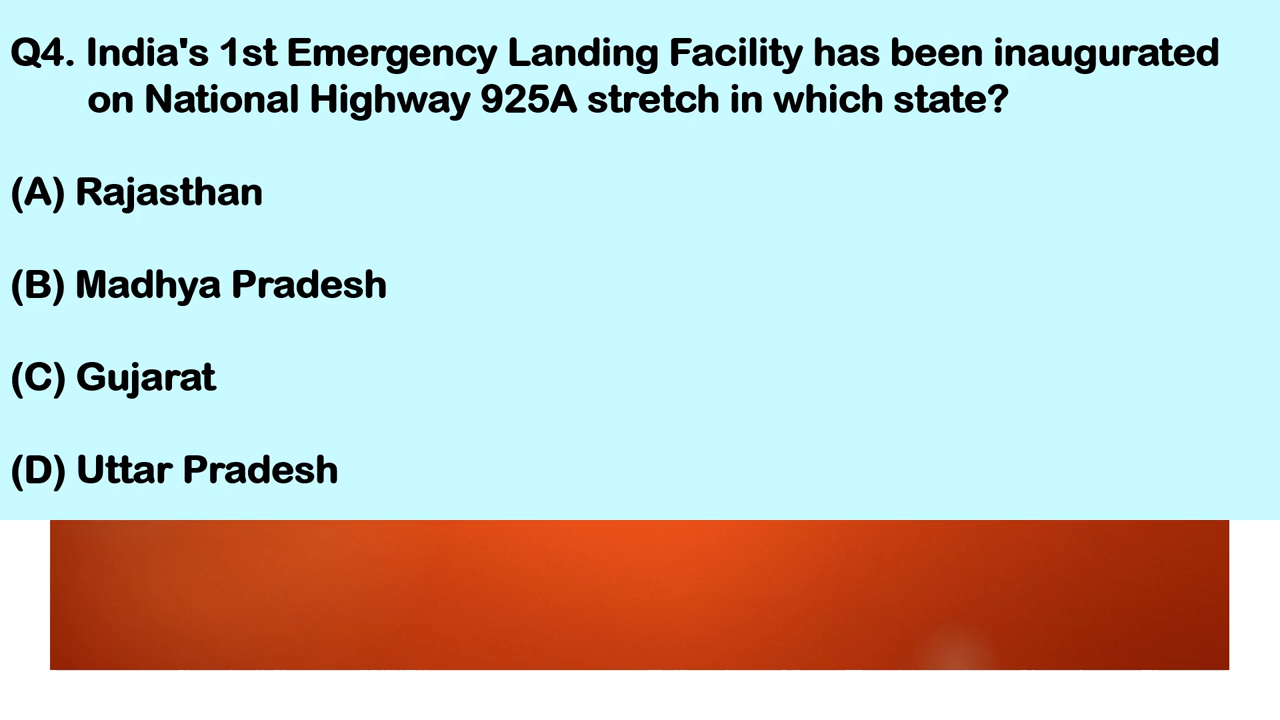 Q4. India's 1st Emergency Landing Facility has been inaugurated
on National Highway 925A stretch in which state?
(A) Rajasthan
(B) Madhya Pradesh
(C) Gujarat
(D) Uttar Pradesh